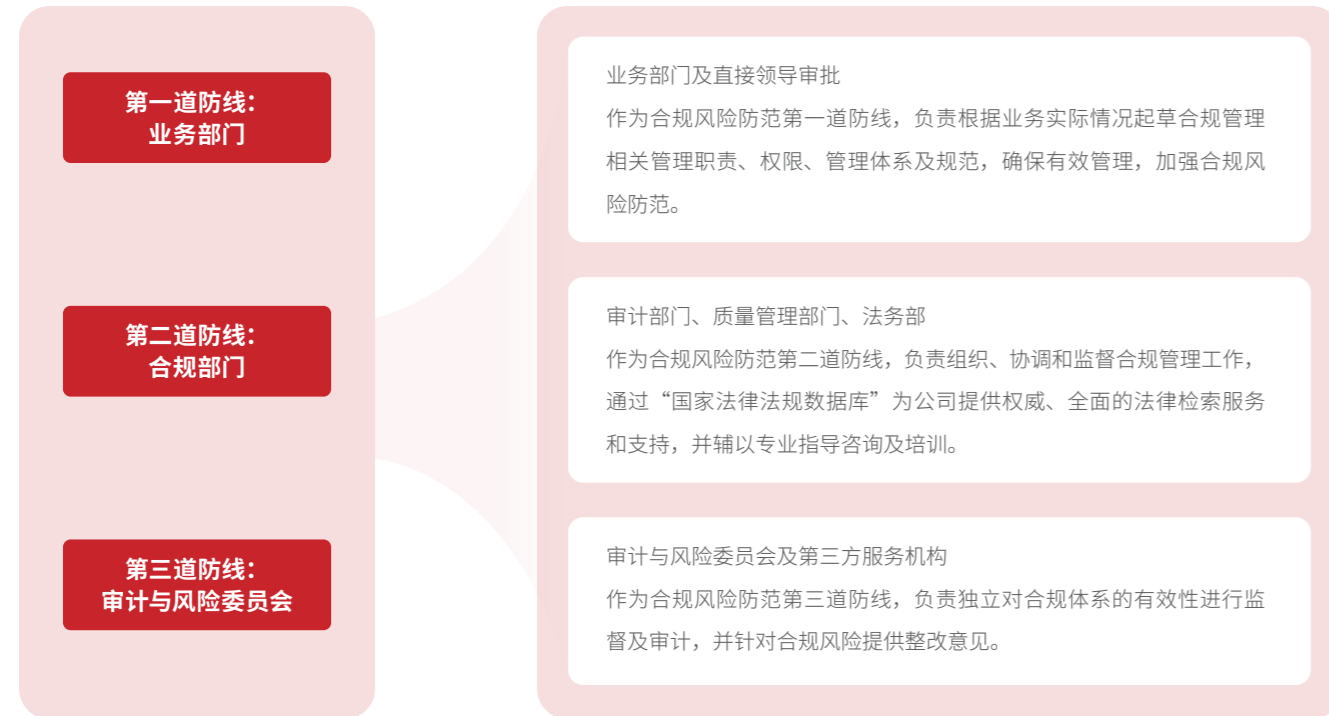 第一道防线：
业务部门
业务部门及直接领导审批
作为合规风险防范第一道防线，负责根据业务实际情况起草合规管理
相关管理职责、权限、管理体系及规范，确保有效管理，加强合规风
险防范。
第二道防线：
合规部门
审计部门、质量管理部门、法务部
作为合规风险防范第二道防线，负责组织、协调和监督合规管理工作，
通过“国家法律法规数据库”为公司提供权威、全面的法律检索服务
和支持，并辅以专业指导咨询及培训。
第三道防线：
审计与风险委员会
审计与风险委员会及第三方服务机构
作为合规风险防范第三道防线，负责独立对合规体系的有效性进行监
督及审计，并针对合规风险提供整改意见。